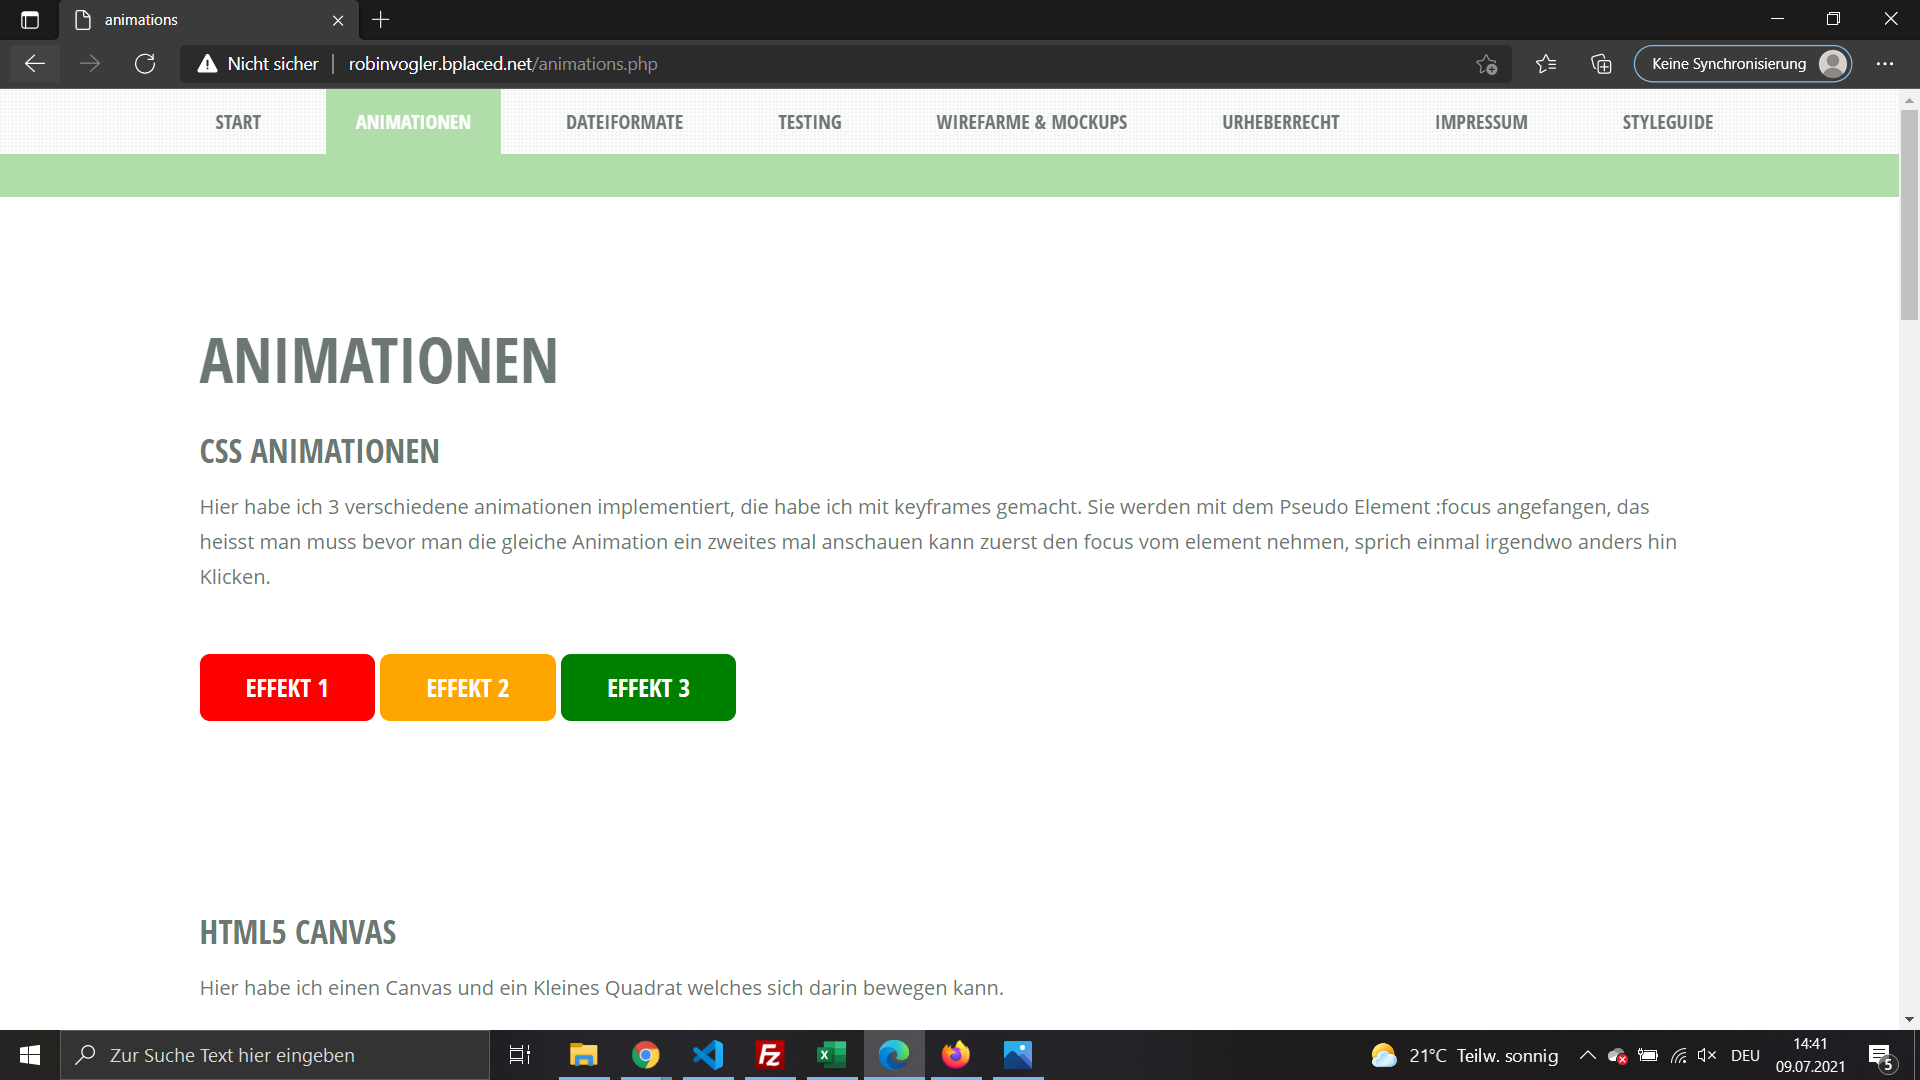 animations
Nicht sicher
robinvogler.bplaced.net/animations.php
Keine Synchronisierung
START
ANIMATIONEN
DATEIFORMATE
TESTING
WIREFARME & MOCKUPS
URHEBERRECHT
IMPRESSUM
STYLEGUIDE
ANIMATIONEN
CSS ANIMATIONEN
Hier habe ich 3 verschiedene animationen implementiert, die habe ich mit keyframes gemacht. Sie werden mit dem Pseudo Element :focus angefangen, das
heisst man muss bevor man die gleiche Animation ein zweites mal anschauen kann zuerst den focus vom element nehmen, sprich einmal irgendwo anders hin
Klicken.
EFFEKT 1
EFFEKT 2
EFFEKT 3
HTML5 CANVAS
Hier habe ich einen Canvas und ein Kleines Quadrat welches sich darin bewegen kann.
Zur Suche Text hier eingeben
Fz
X
21°C Teilw. sonnig
DEU
14:41
09.07.2021
5